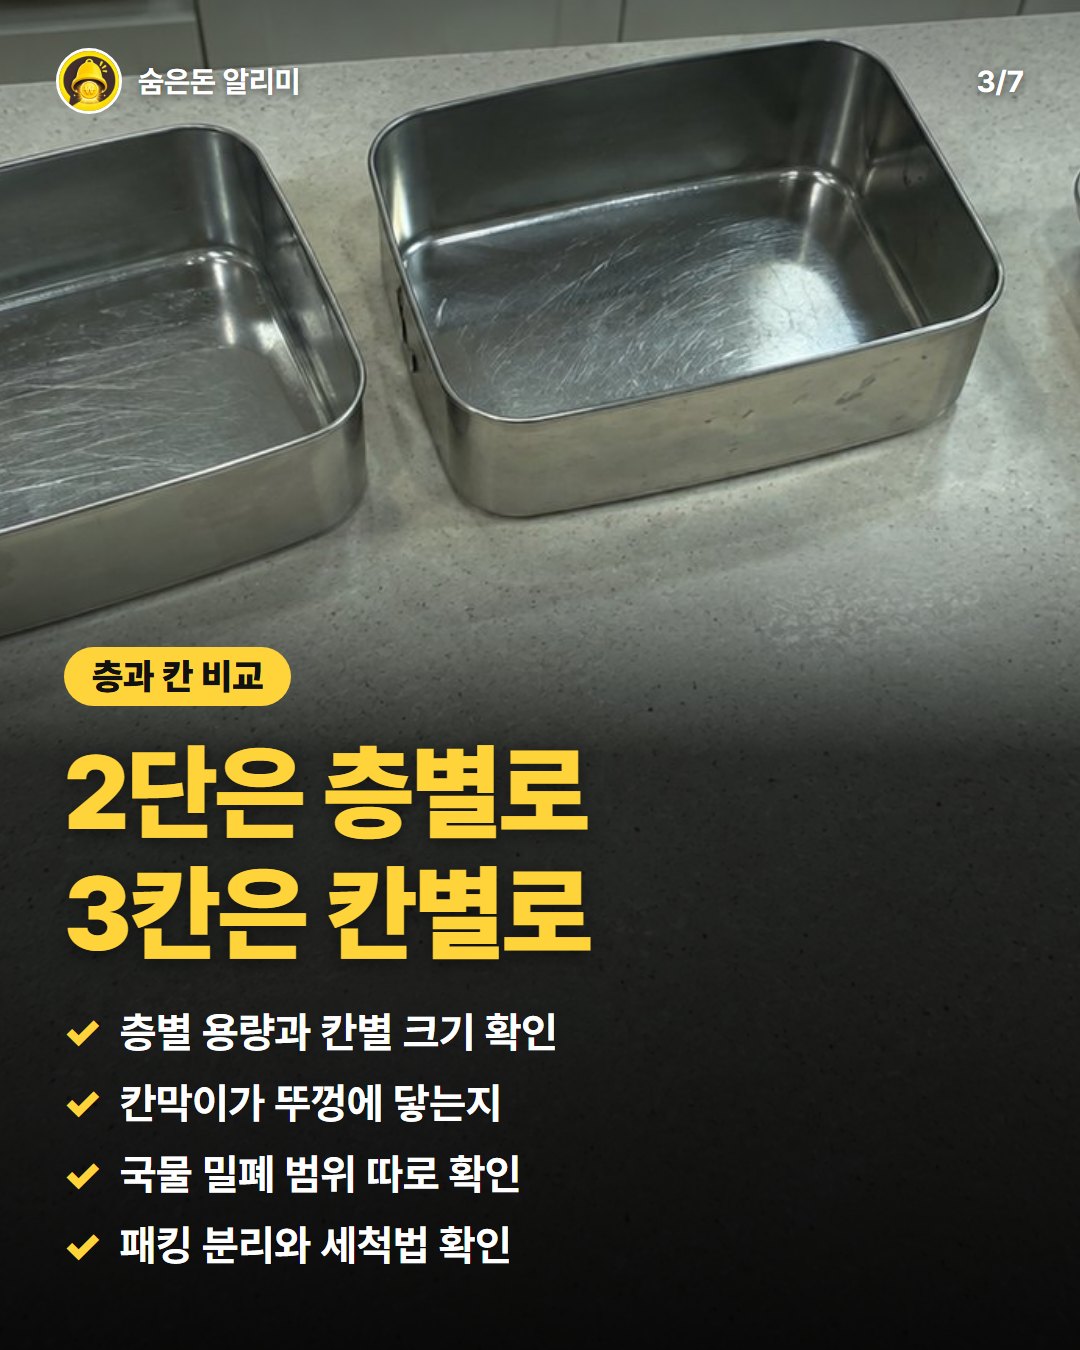 숨은돈 알리미
3/7
층과 칸 비교
2단은 층별로
3칸은 칸별로
층별 용량과 칸별 크기 확인
칸막이가 뚜껑에 닿는지
국물 밀폐 범위 따로 확인
패킹 분리와 세척법 확인